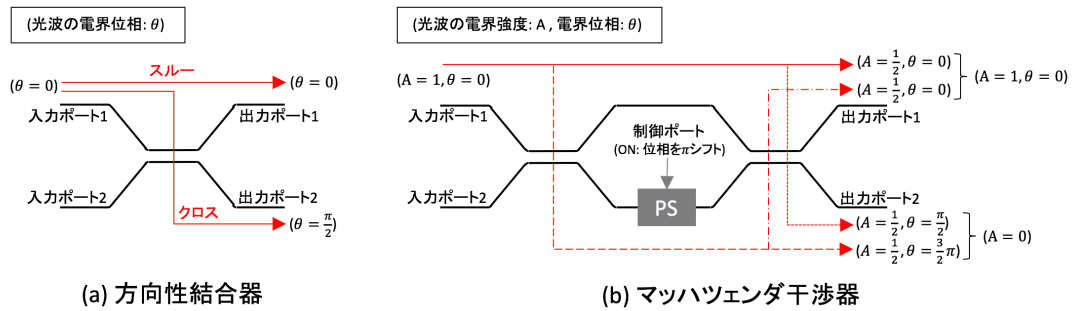 (光波の電界位相: θ)
(θ = 0)
スルー
(θ = 0)
入力ポート1
出力ポート1
入力ポート2
出力ポート2
クロス
(θ = π/2)
(a) 方向性結合器
(光波の電界強度: A , 電界位相: θ)
(A = 1, θ = 0)
(A = 1/2, θ = 0)
(A = 1/2, θ = 0)
(A = 1, θ = 0)
入力ポート1
制御ポート
(ON: 位相をπシフト)
出力ポート1
入力ポート2
PS
出力ポート2
(A = 1/2, θ = π/2)
(A = 1/2, θ = 3/2 π)
(A = 0)
(b) マッハツェンダ干渉器